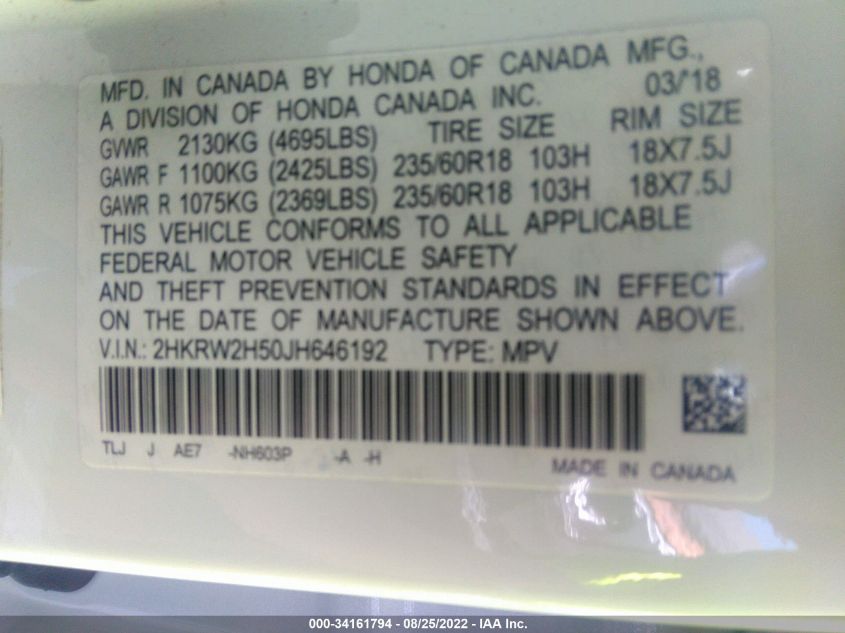 MFD. IN CANADA BY HONDA OF CANADA MFG.,
A DIVISION OF HONDA CANADA INC. 03/18
GVWR 2130KG (4695LBS) TIRE SIZE RIM SIZE
GAWR F 1100KG (2425LBS) 235/60R18 103H 18X7.5J
GAWR R 1075KG (2369LBS) 235/60R18 103H 18X7.5J
THIS VEHICLE CONFORMS TO ALL APPLICABLE
FEDERAL MOTOR VEHICLE SAFETY
AND THEFT PREVENTION STANDARDS IN EFFECT
ON THE DATE OF MANUFACTURE SHOWN ABOVE.
V.I.N.: 2HKRW2H50JH646192 TYPE: MPV
TLJ J AE7 -NH603P -A -H
MADE IN CANADA
000-34161794 - 08/25/2022 - IAA Inc.